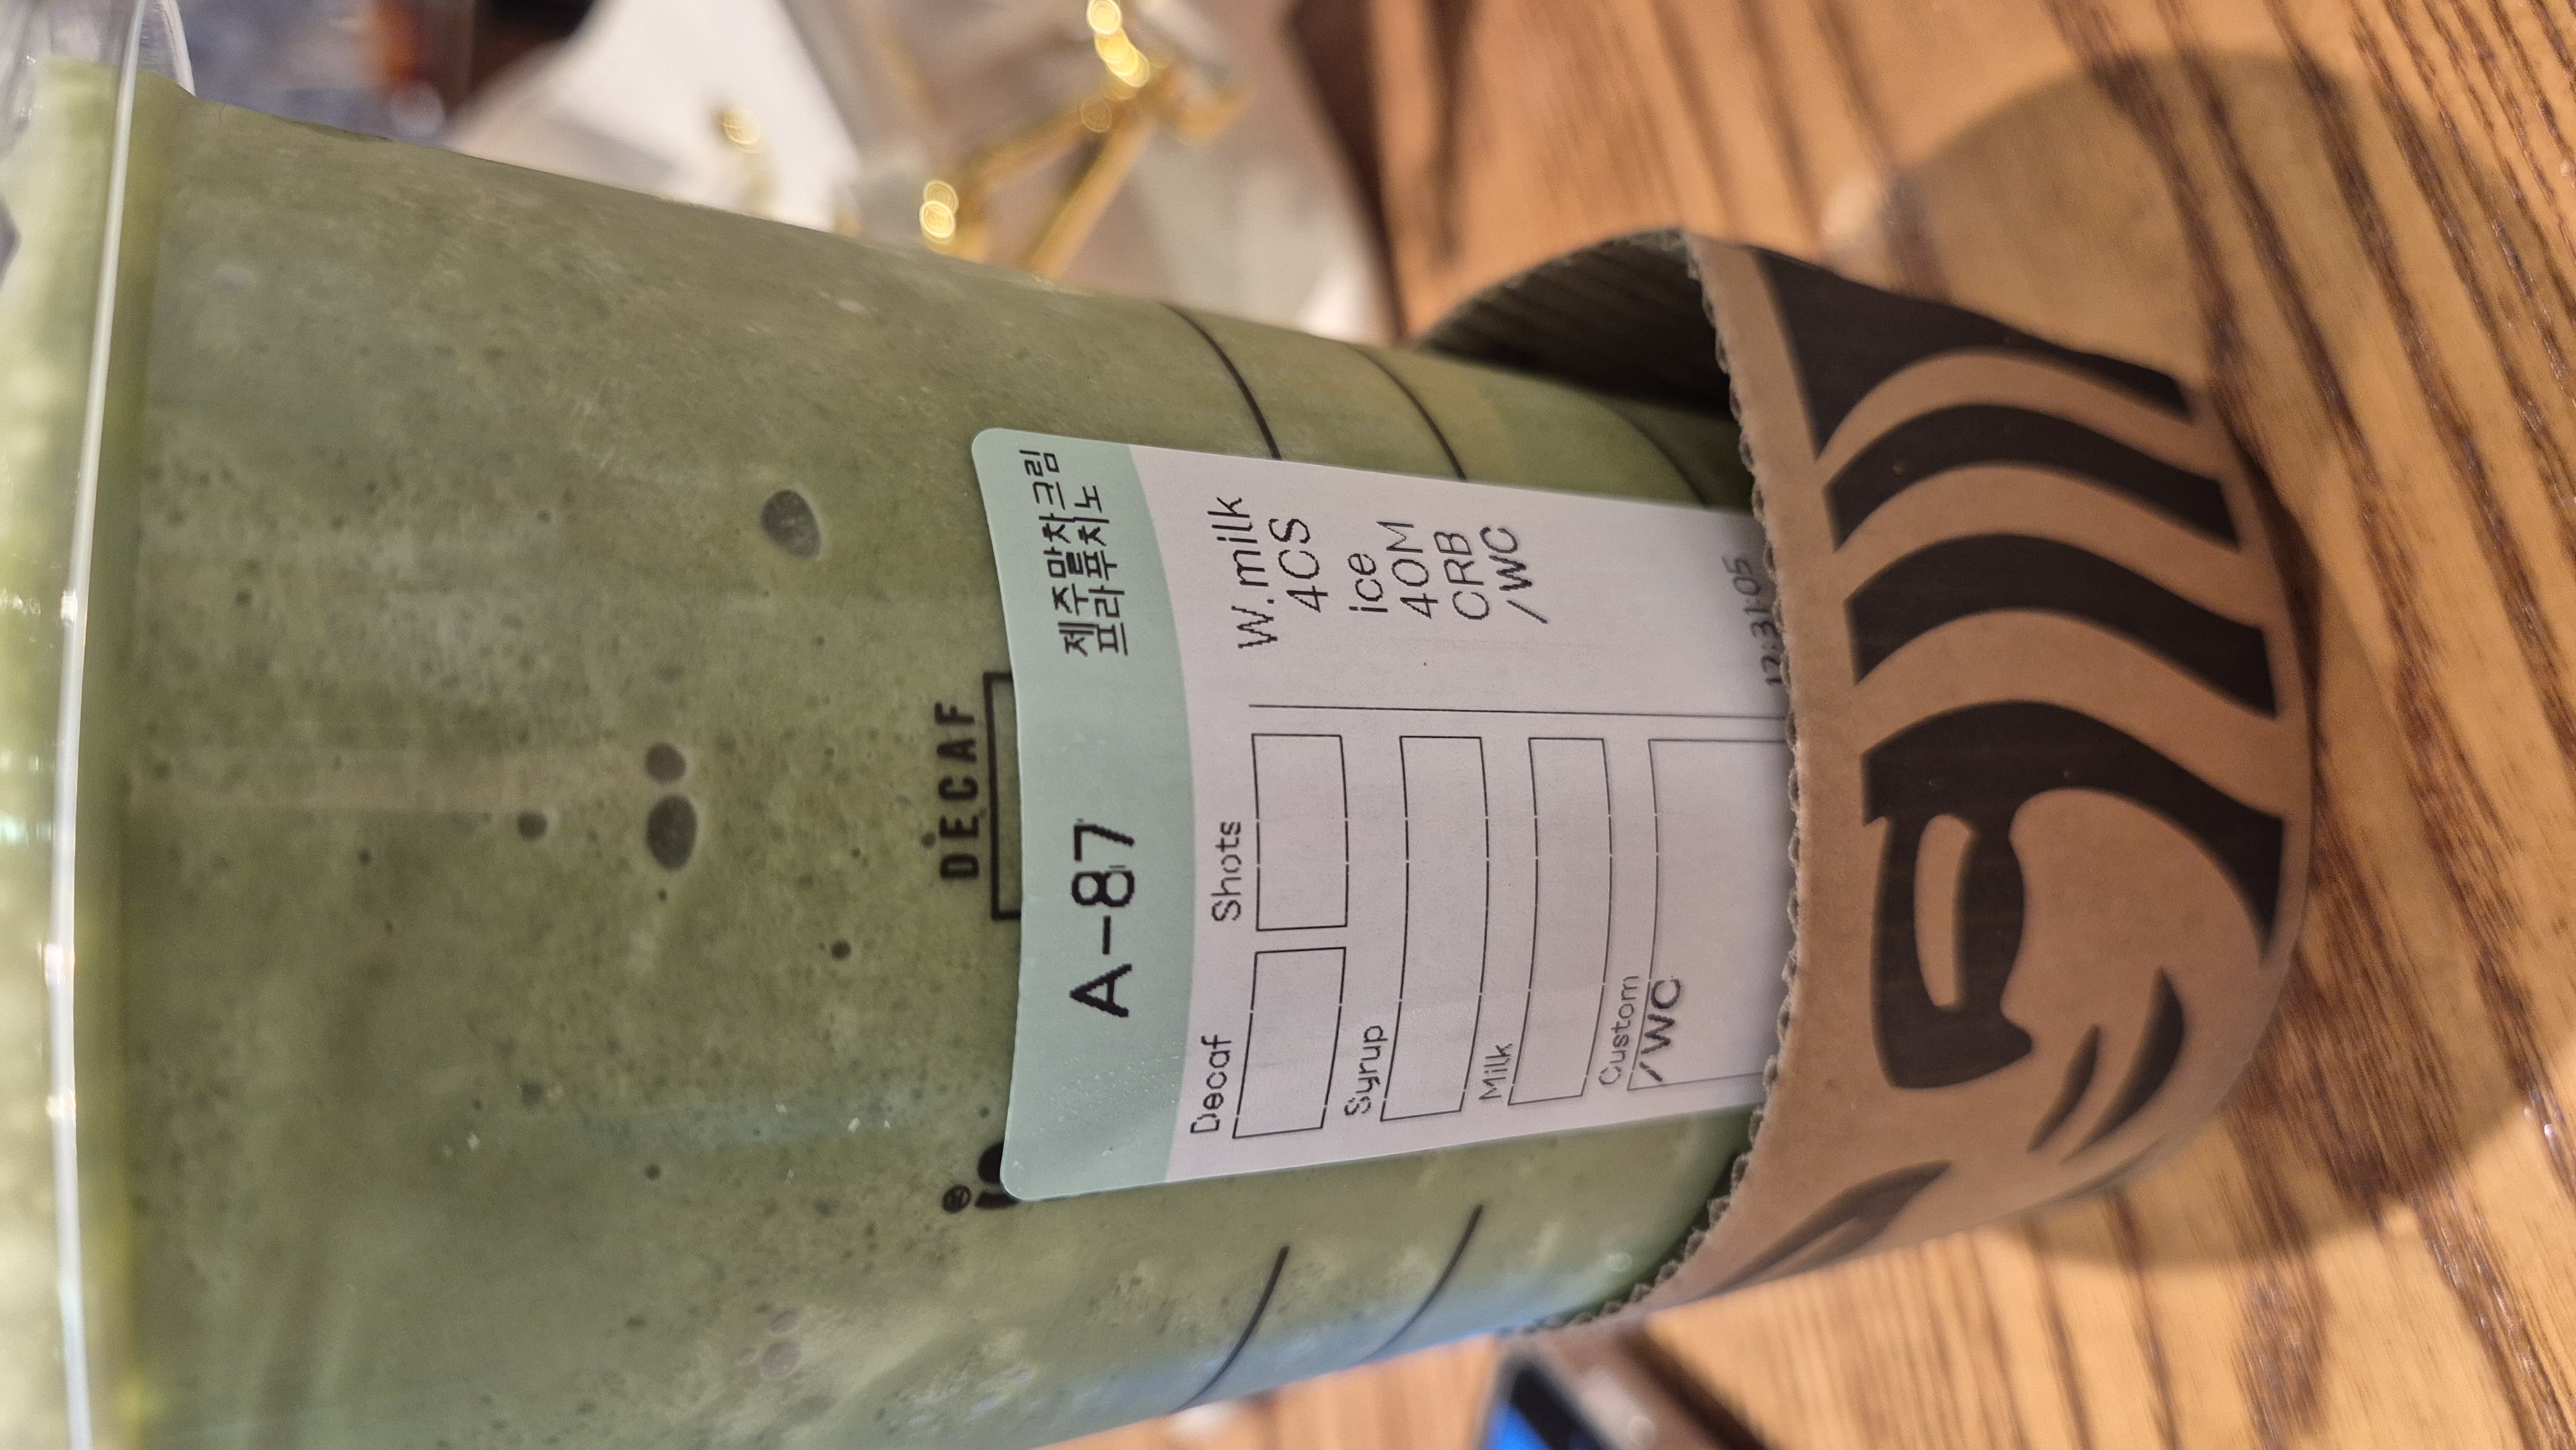 DECAF
®
A-87
제주말차크림
프라푸치노
Decaf
Shots
Syrup
Milk
Custom
/WC
W.milk
4CS
ice
4OM
CRB
/WC
12:31:05